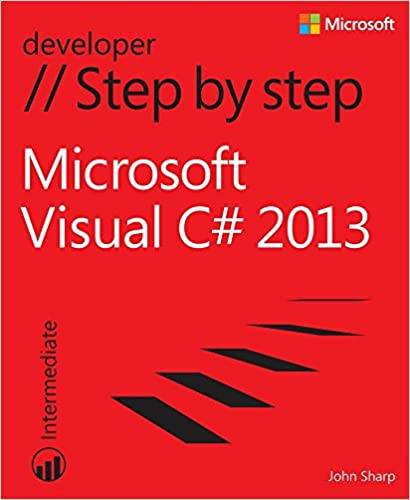 Microsoft
developer
// Step by step
Microsoft
Visual C# 2013
Intermediate
John Sharp